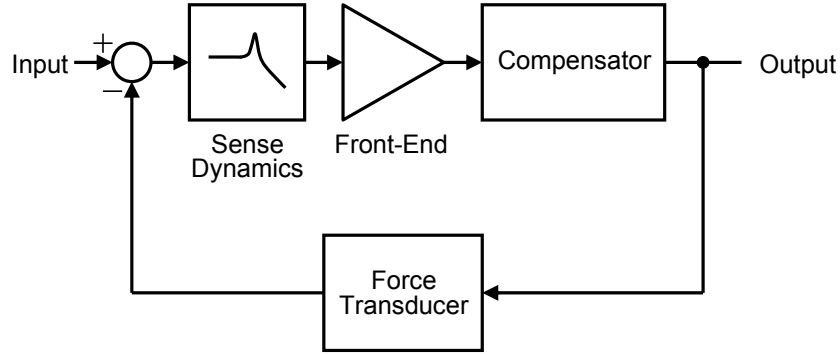 +
Input
−
Compensator
Output
Sense
Dynamics
Front-End
Force
Transducer